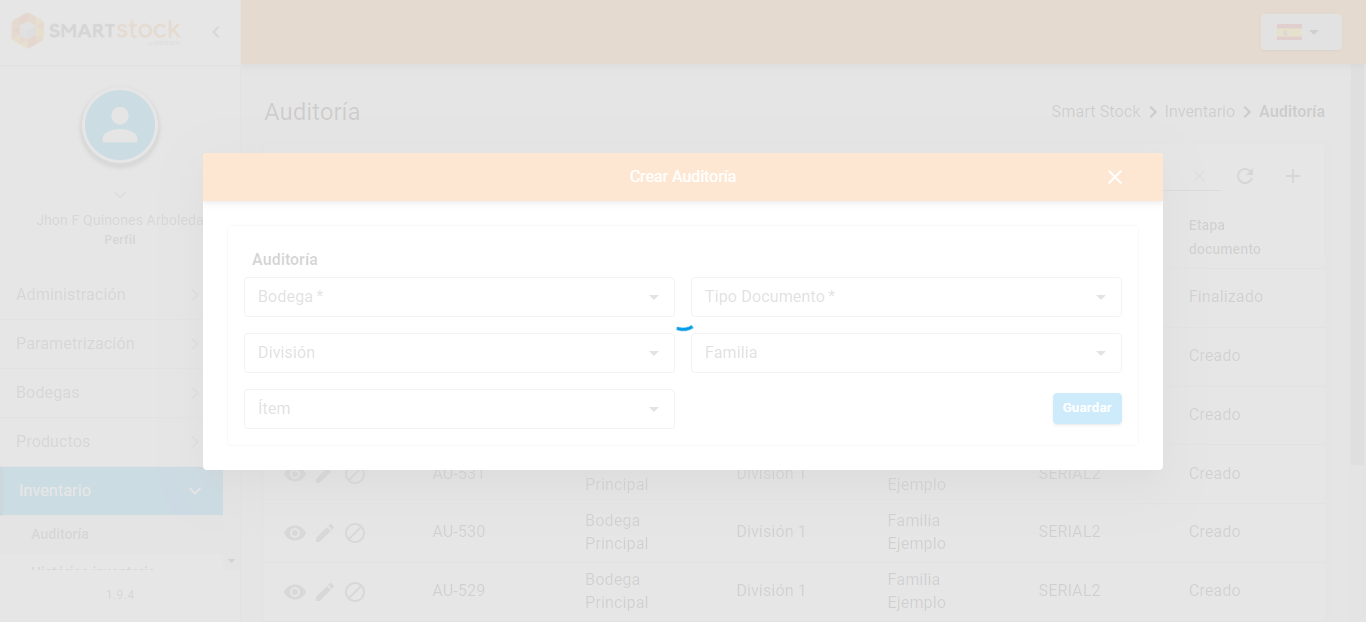 SMARTstock
Auditoría
Smart Stock
Inventario
Auditoría
Crear Auditoría
Jhon F Quinones Arboleda
Perfil
Etapa
documento
Auditoría
Bodega *
Tipo Documento *
División
Familia
Ítem
Guardar
Administración
Parametrización
Bodegas
Productos
Inventario
Auditoría
Histórico inventario
1.9.4
Finalizado
Creado
Creado
AU-531
Principal
División 1
Ejemplo
SERIAL2
Creado
AU-530
Bodega
Principal
División 1
Familia
Ejemplo
SERIAL2
Creado
AU-529
Bodega
Principal
División 1
Familia
Ejemplo
SERIAL2
Creado